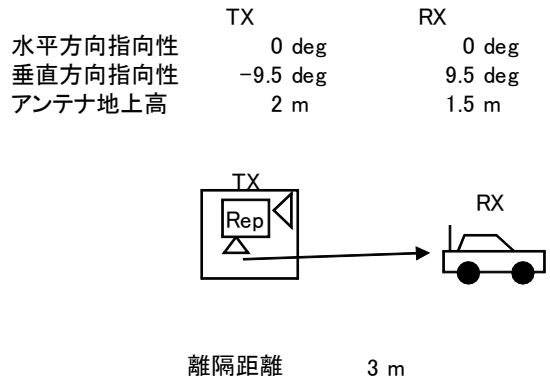 TX RX
水平方向指向性 0 deg 0 deg
垂直方向指向性 -9.5 deg 9.5 deg
アンテナ地上高 2 m 1.5 m
TX
RX
Rep
離隔距離 3 m